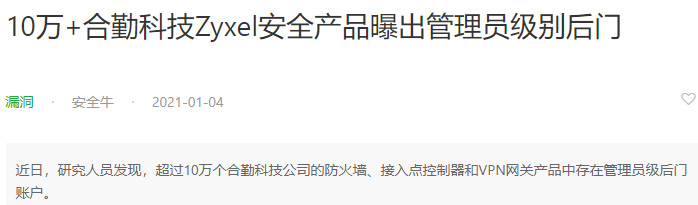 10万+合勤科技Zyxel安全产品曝出管理员级别后门
漏洞 · 安全牛 · 2021-01-04
近日，研究人员发现，超过10万个合勤科技公司的防火墙、接入点控制器和VPN网关产品中存在管理员级后门
账户。